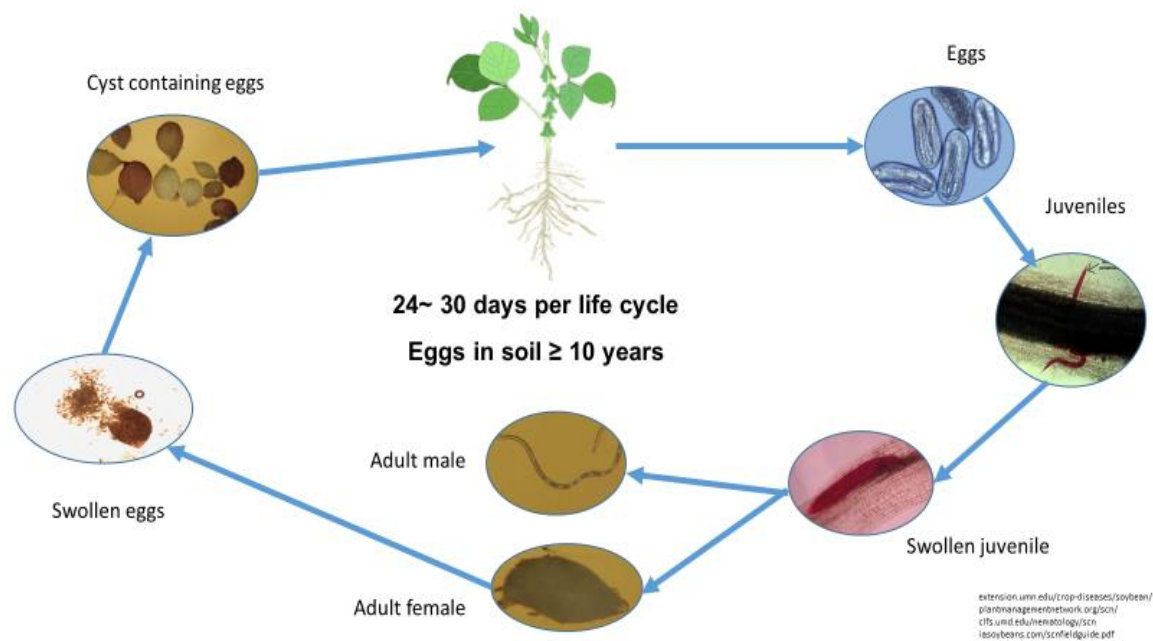 Eggs
Cyst containing eggs
Juveniles
24~ 30 days per life cycle
Eggs in soil ≥ 10 years
Adult male
Swollen eggs
Swollen juvenile
Adult female
extension.umn.edu/crop-diseases/soybean/
plantmanagementnetwork.org/scn/
clfs.umd.edu/nematology/scn
iasoybeans.com/scnfieldguide.pdf